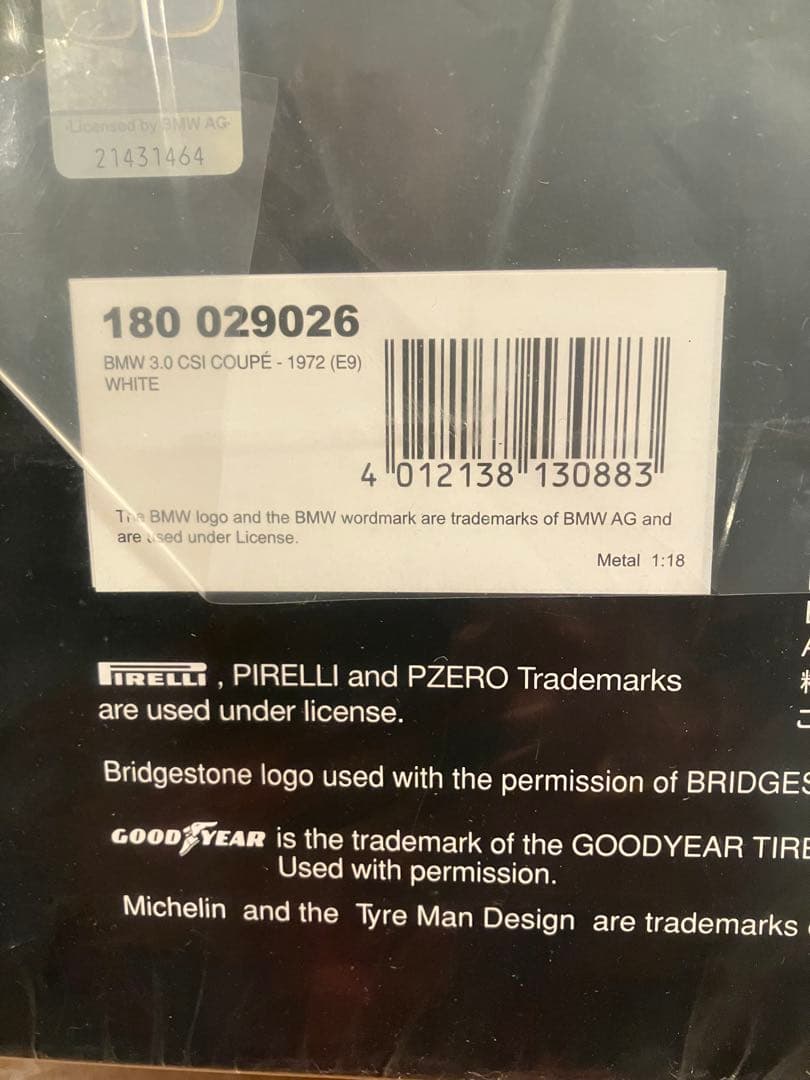 -Licensed by BMW AG-
21431464
180 029026
BMW 3.0 CSI COUPÉ - 1972 (E9)
WHITE
4 012138 130883
The BMW logo and the BMW wordmark are trademarks of BMW AG and
are used under License.
Metal 1:18
PIRELLI , PIRELLI and PZERO Trademarks
are used under license.
Bridgestone logo used with the permission of BRIDGES
GOODYEAR is the trademark of the GOODYEAR TIRE
Used with permission.
Michelin and the Tyre Man Design are trademarks